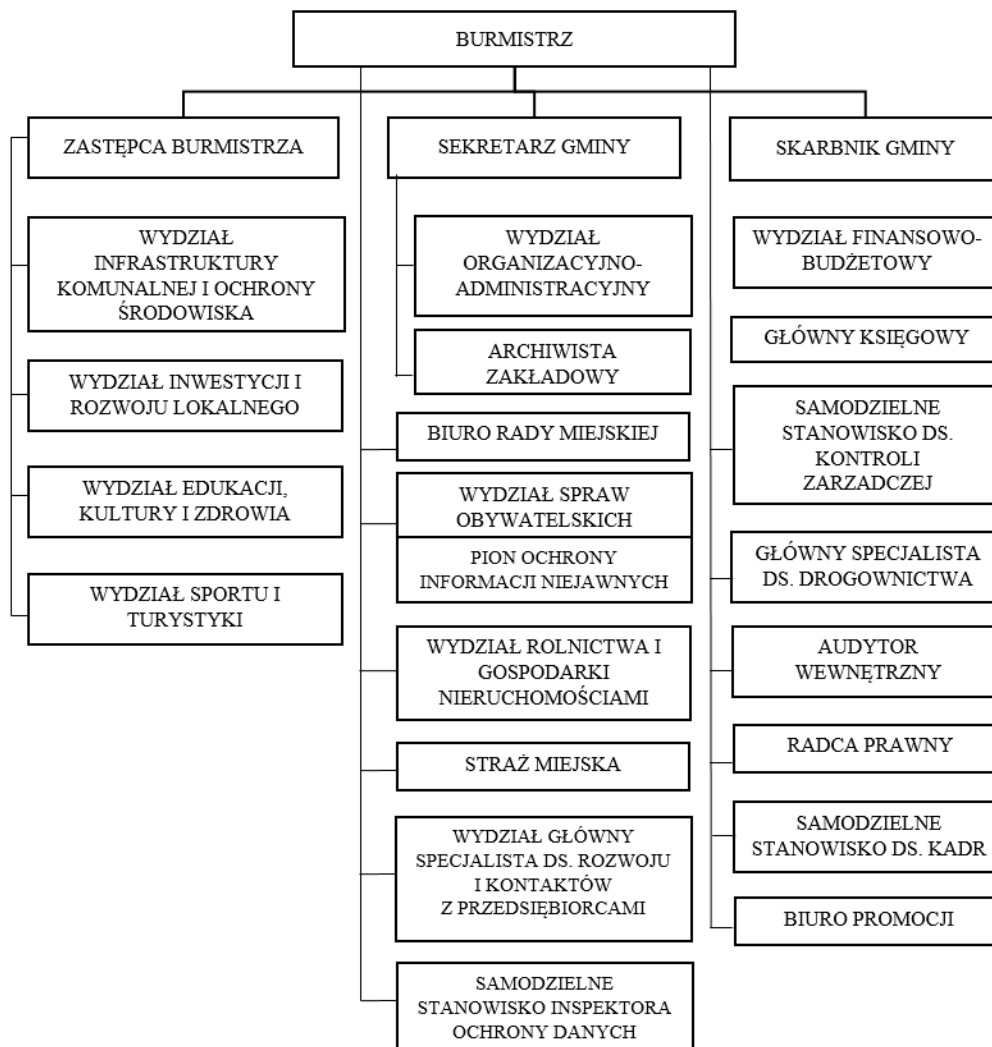 BURMISTRZ
ZASTĘPCA BURMISTRZA
SEKRETARZ GMINY
SKARBNIK GMINY
WYDZIAŁ
INFRASTRUKTURY
KOMUNALNEJ I OCHRONY
ŚRODOWISKA
WYDZIAŁ INWESTYCJI I
ROZWOJU LOKALNEGO
WYDZIAŁ EDUKACJI,
KULTURY I ZDROWIA
WYDZIAŁ SPORTU I
TURYSTYKI
WYDZIAŁ
ORGANIZACYJNO-
ADMINISTRACYJNY
ARCHIWISTA
ZAKŁADOWY
BIURO RADY MIEJSKIEJ
WYDZIAŁ SPRAW
OBYWATELSKICH
PION OCHRONY
INFORMACJI NIEJAWNYCH
WYDZIAŁ ROLNICTWA I
GOSPODARKI
NIERUCHOMOŚCIAMI
STRAŻ MIEJSKA
WYDZIAŁ GŁÓWNY
SPECJALISTA DS. ROZWOJU
I KONTAKTÓW
Z PRZEDSIĘBIORCAMI
SAMODZIELNE
STANOWISKO INSPEKTORA
OCHRONY DANYCH
WYDZIAŁ FINANSOWO-
BUDŻETOWY
GŁÓWNY KSIĘGOWY
SAMODZIELNE
STANOWISKO DS.
KONTROLI
ZARZADCZEJ
GŁÓWNY SPECJALISTA
DS. DROGOWNICTWA
AUDYTOR
WEWNĘTRZNY
RADCA PRAWNY
SAMODZIELNE
STANOWISKO DS. KADR
BIURO PROMOCJI